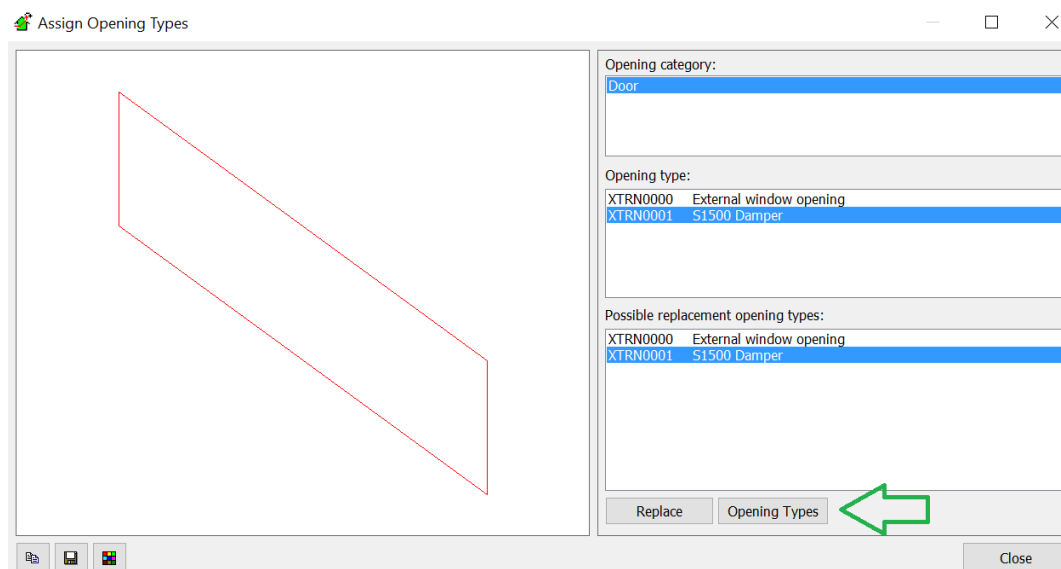 Assign Opening Types
Opening category:
Door
Opening type:
XTRN0000 External window opening
XTRN0001 S1500 Damper
Possible replacement opening types:
XTRN0000 External window opening
XTRN0001 S1500 Damper
Replace Opening Types
Close